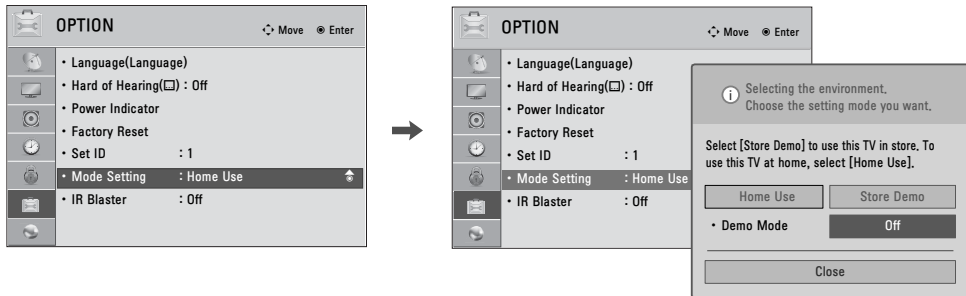 OPTION
Move Enter
• Language(Language)
• Hard of Hearing( ) : Off
• Power Indicator
• Factory Reset
• Set ID : 1
• Mode Setting : Home Use
• IR Blaster : Off
OPTION
Move Enter
• Language(Language)
• Hard of Hearing( ) : Off
• Power Indicator
• Factory Reset
• Set ID : 1
• Mode Setting : Home Use
• IR Blaster : Off
i
Selecting the environment.
Choose the setting mode you want.
Select [Store Demo] to use this TV in store. To
use this TV at home, select [Home Use].
Home Use Store Demo
• Demo Mode Off
Close